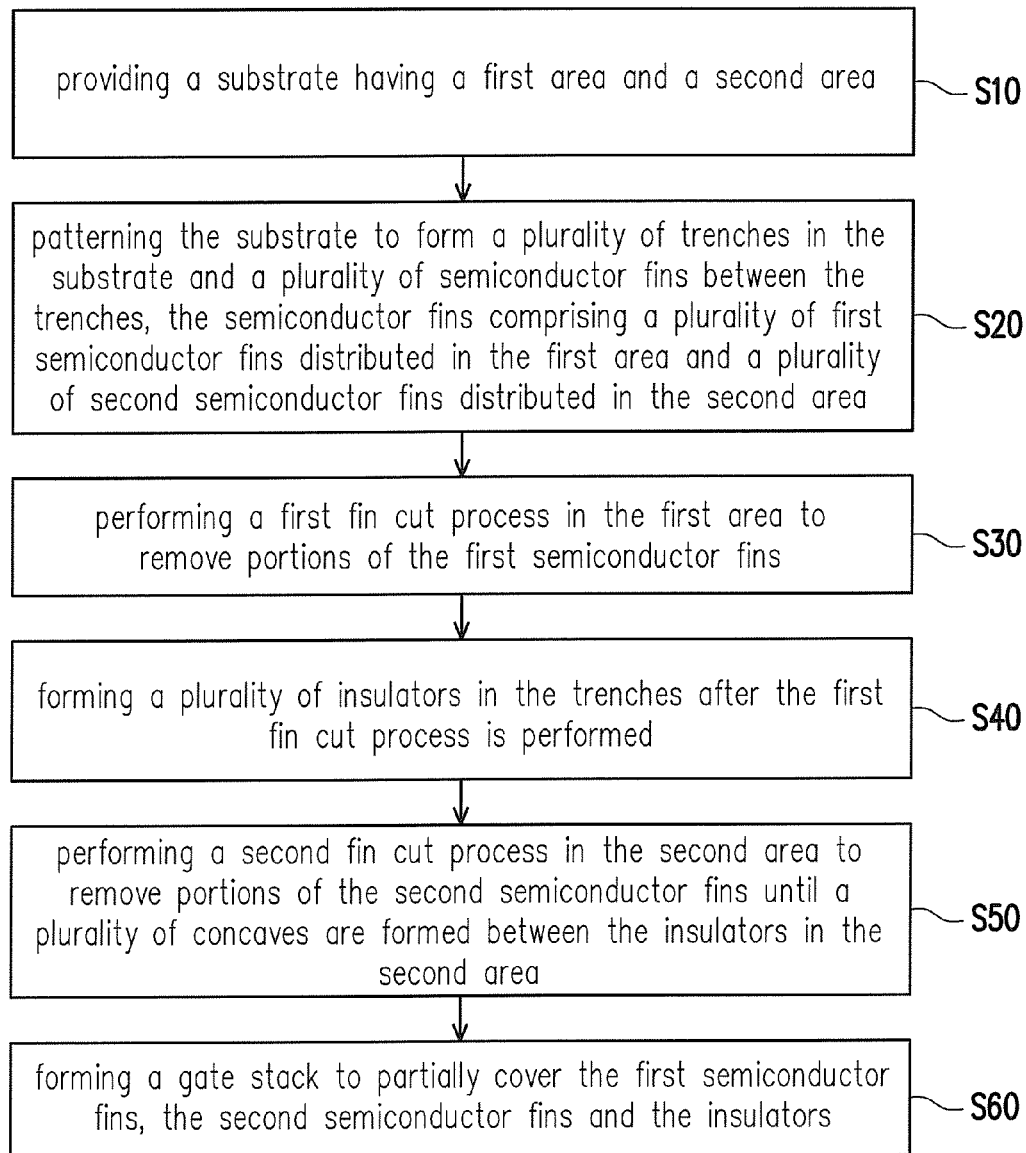 providing a substrate having a first area and a second area
S10
patterning the substrate to form a plurality of trenches in the
substrate and a plurality of semiconductor fins between the
trenches, the semiconductor fins comprising a plurality of first
semiconductor fins distributed in the first area and a plurality
of second semiconductor fins distributed in the second area
S20
performing a first fin cut process in the first area to
remove portions of the first semiconductor fins
S30
forming a plurality of insulators in the trenches after the first
fin cut process is performed
S40
performing a second fin cut process in the second area to
remove portions of the second semiconductor fins until a
plurality of concaves are formed between the insulators in the
second area
S50
forming a gate stack to partially cover the first semiconductor
fins, the second semiconductor fins and the insulators
S60